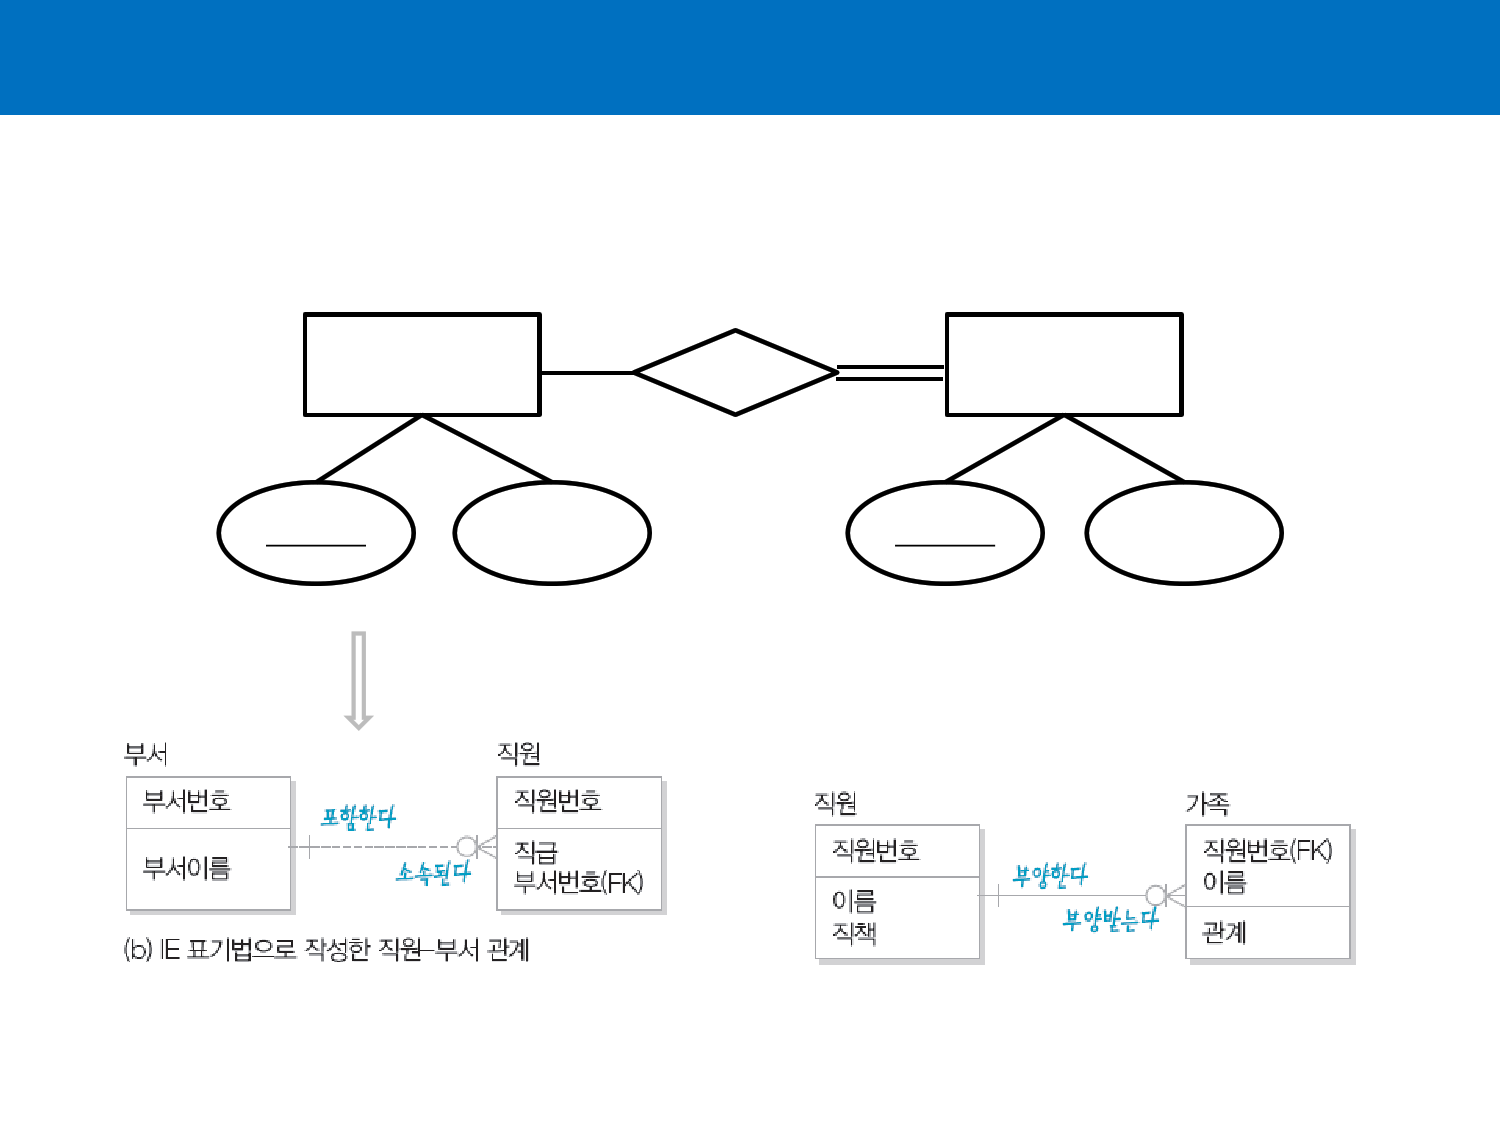 부서
부서번호
부서이름
포함한다
소속된다
직원
직원번호
직급
부서번호(FK)
(b) IE 표기법으로 작성한 직원-부서 관계
직원
직원번호
이름
직책
부양한다
부양받는다
가족
직원번호(FK)
이름
관계